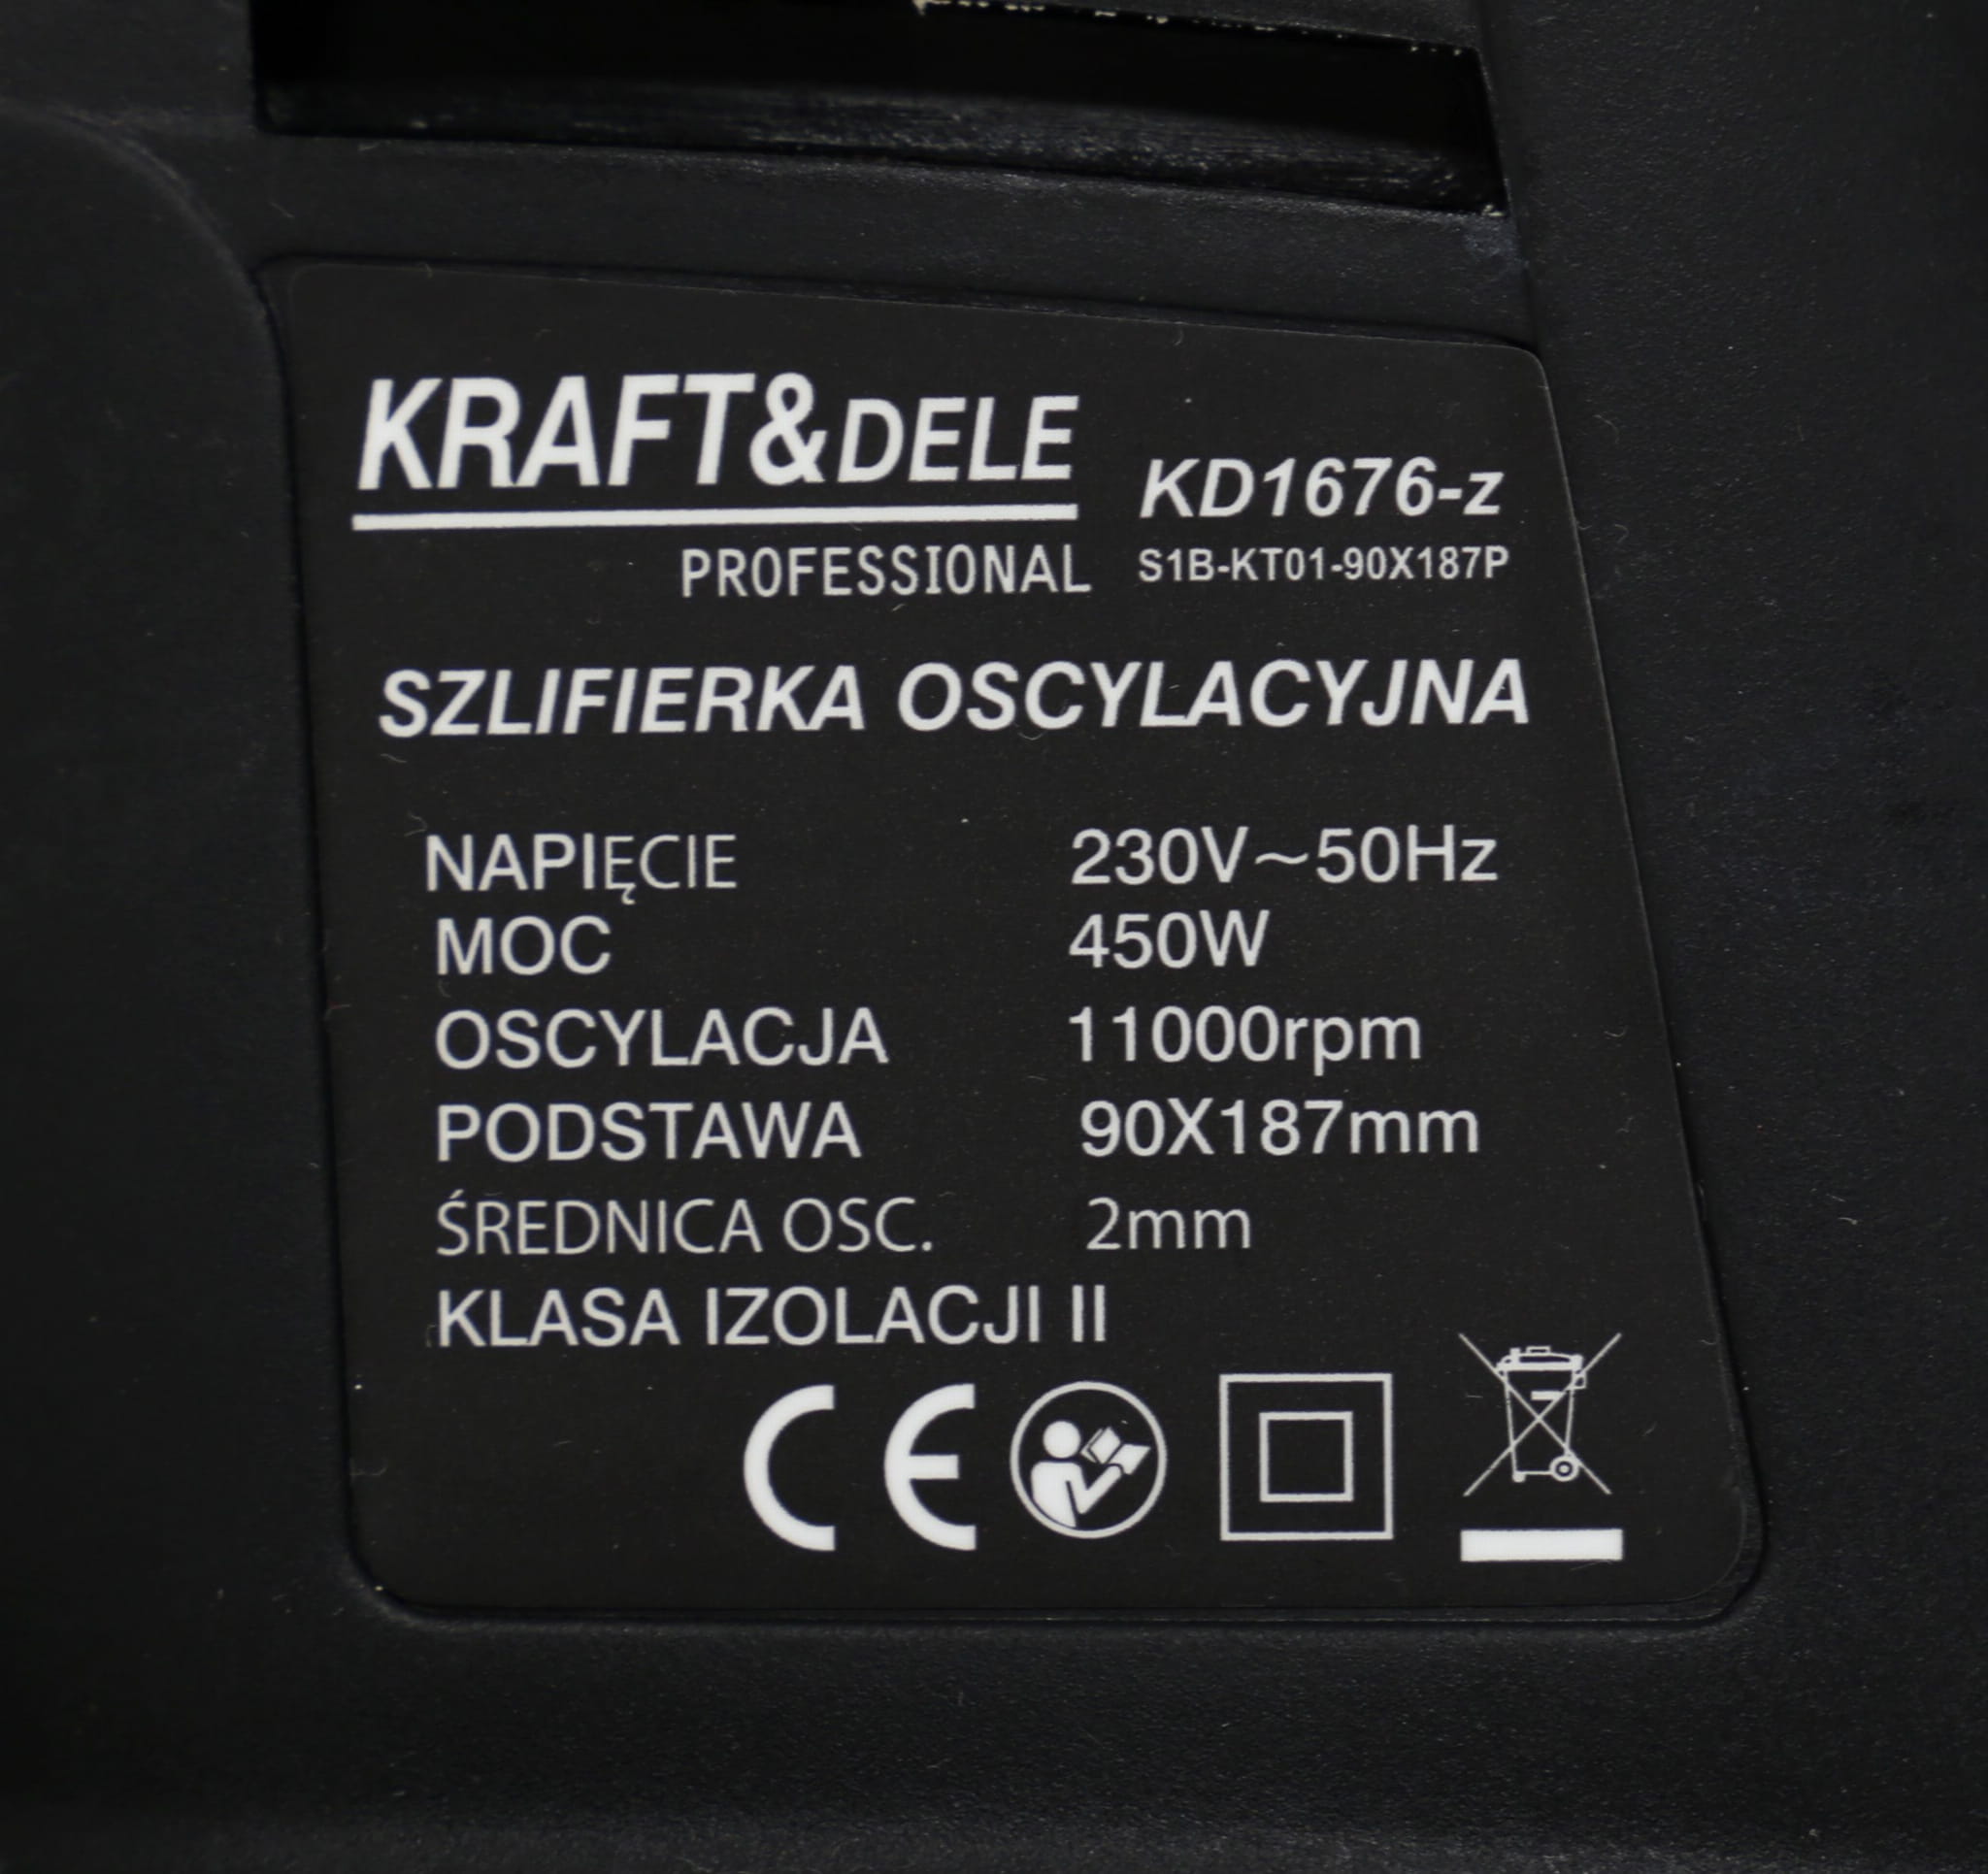 KRAFT&DELE
PROFESSIONAL
KD1676-z
S1B-KT01-90X187P
SZLIFIERKA OSCYLACYJNA
NAPIĘCIE 230V~50Hz
MOC 450W
OSCYLACJA 11000rpm
PODSTAWA 90X187mm
ŚREDNICA OSC. 2mm
KLASA IZOLACJI II
CE